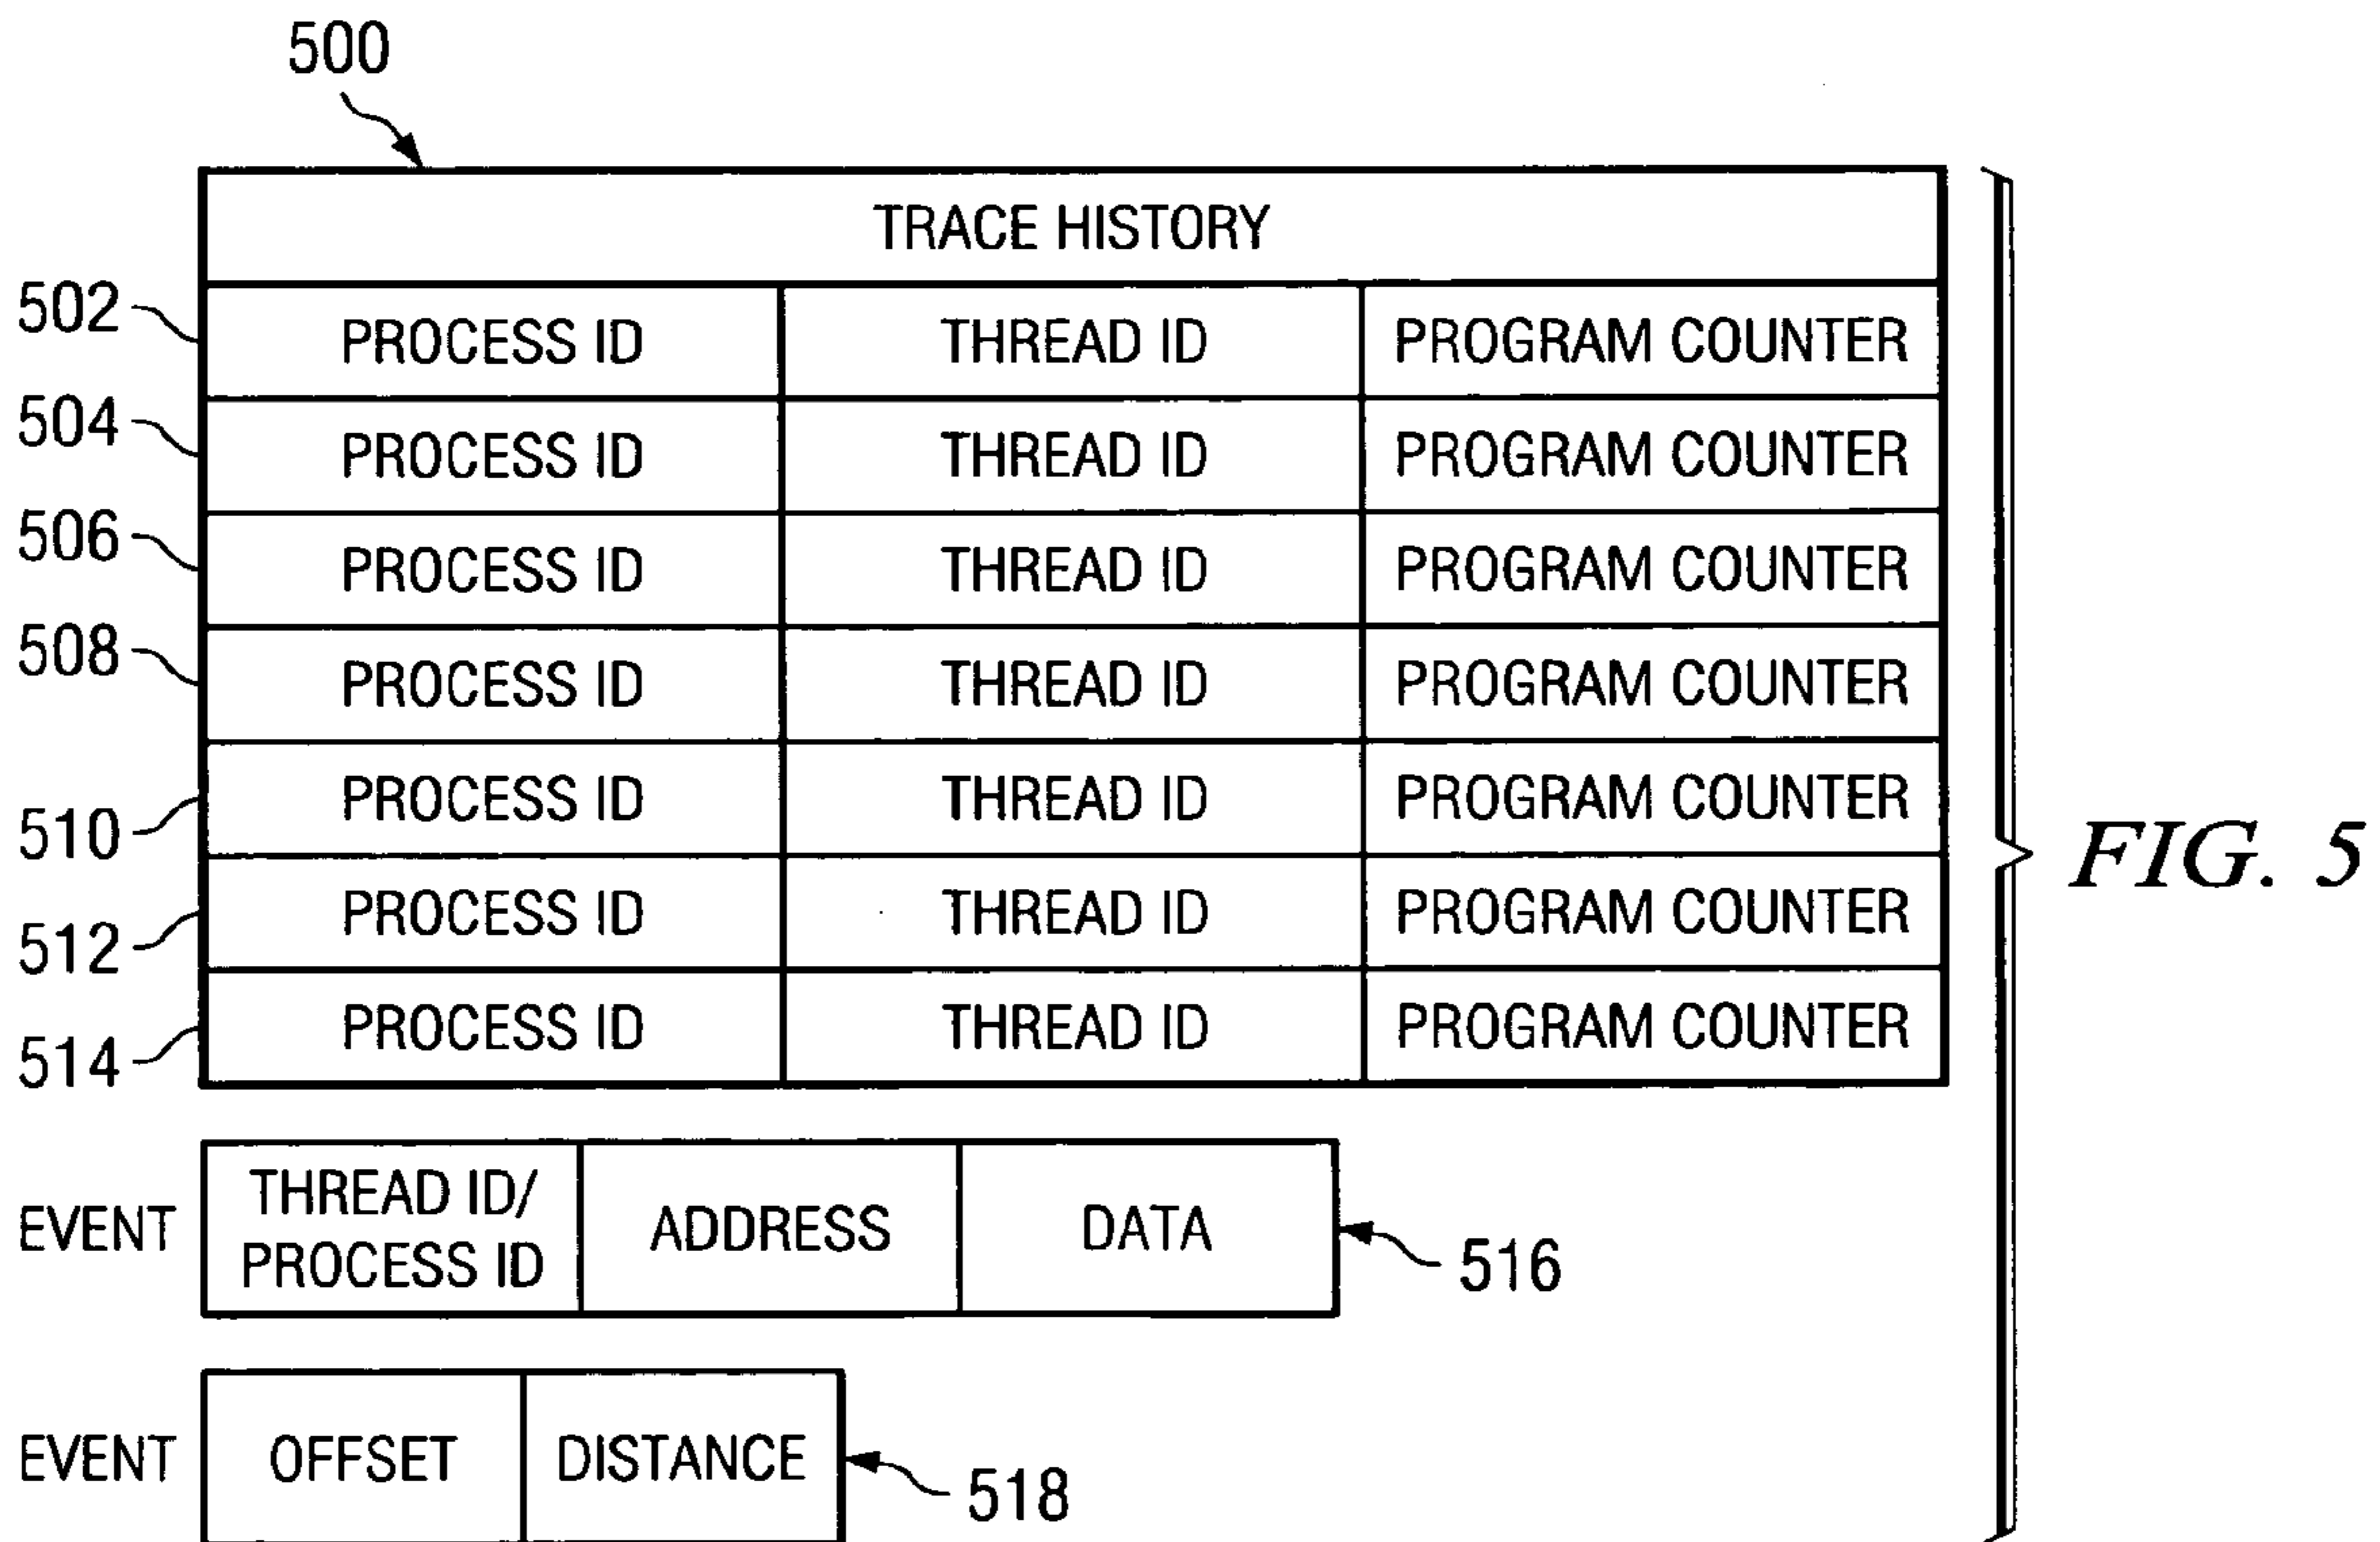 500
TRACE HISTORY
502 PROCESS ID THREAD ID PROGRAM COUNTER
504 PROCESS ID THREAD ID PROGRAM COUNTER
506 PROCESS ID THREAD ID PROGRAM COUNTER
508 PROCESS ID THREAD ID PROGRAM COUNTER
510 PROCESS ID THREAD ID PROGRAM COUNTER
512 PROCESS ID THREAD ID PROGRAM COUNTER
514 PROCESS ID THREAD ID PROGRAM COUNTER
FIG. 5
EVENT THREAD ID/
PROCESS ID ADDRESS DATA 516
EVENT OFFSET DISTANCE 518